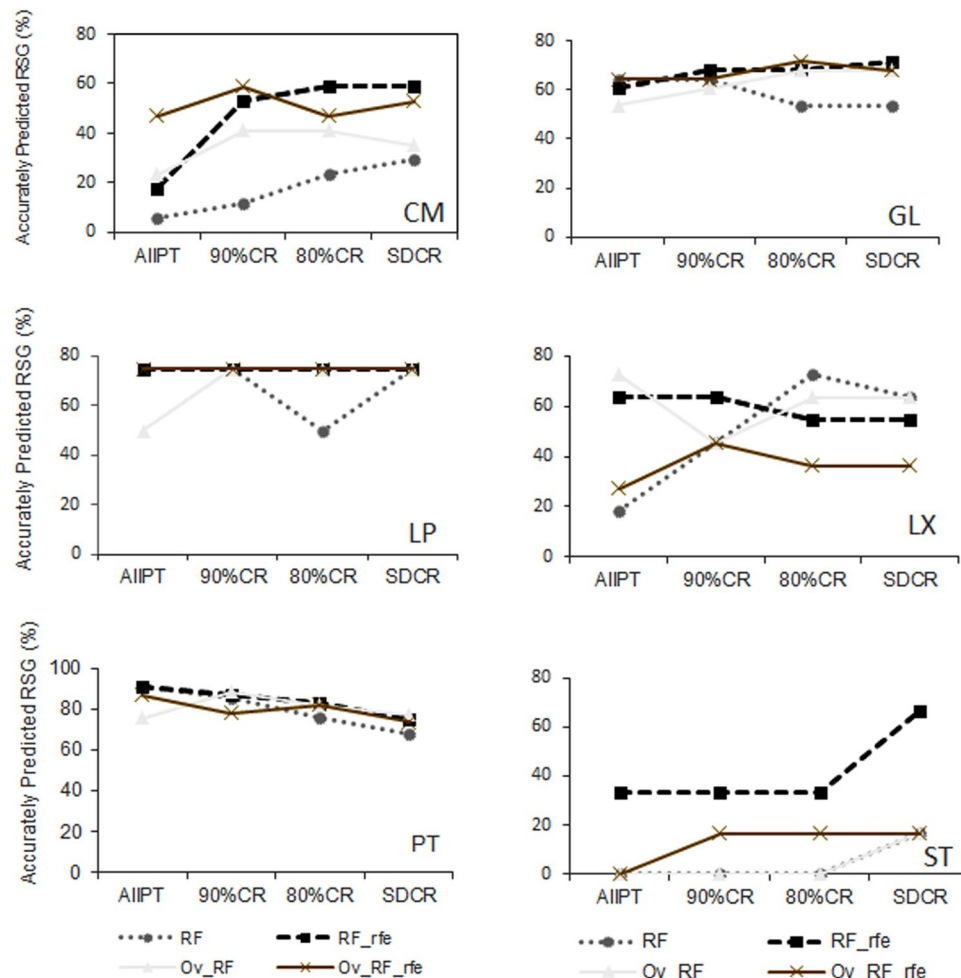 Accurately Predicted RSG (%)
80
60
40
20
0
CM
AllPT 90%CR 80%CR SDCR
80
60
40
20
0
GL
AllPT 90%CR 80%CR SDCR
Accurately Predicted RSG (%)
80
60
40
20
0
LP
AllPT 90%CR 80%CR SDCR
80
60
40
20
0
LX
AllPT 90%CR 80%CR SDCR
Accurately Predicted RSG (%)
100
80
60
40
20
0
PT
AllPT 90%CR 80%CR SDCR
80
60
40
20
0
ST
AllPT 90%CR 80%CR SDCR
RF RF_rfe
Ov_RF Ov_RF_rfe
RF RF_rfe
Ov_RF Ov_RF_rfe